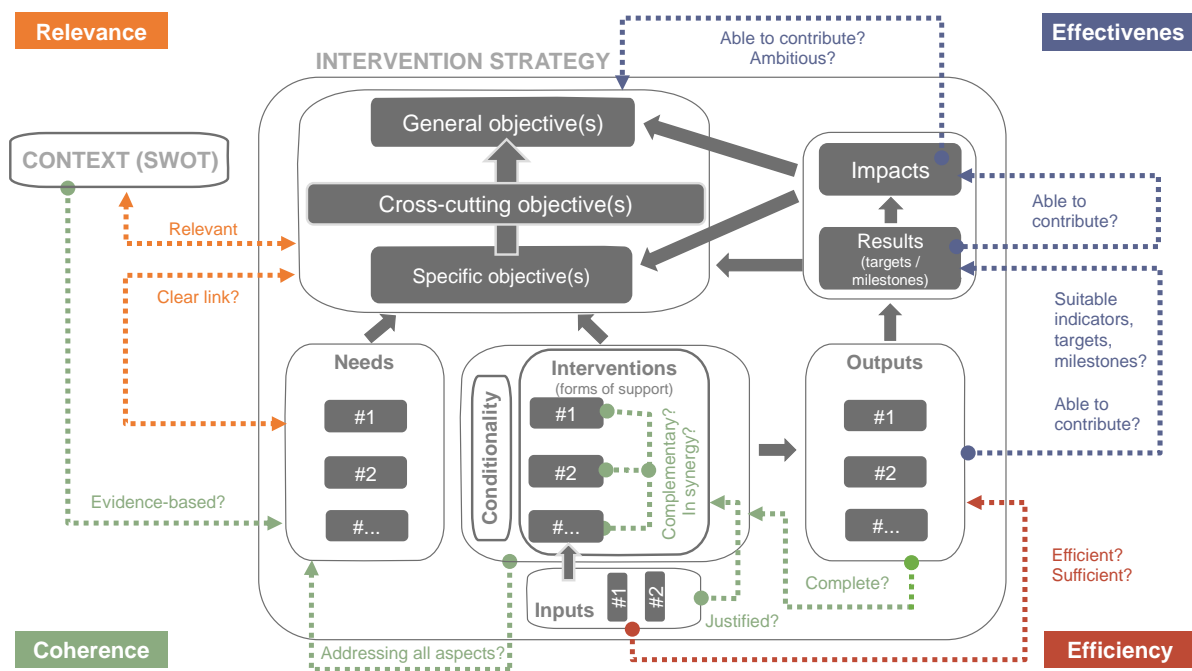 Relevance
Effectivenes
INTERVENTION STRATEGY
Able to contribute?
Ambitious?
General objective(s)
CONTEXT (SWOT)
Impacts
Cross-cutting objective(s)
Able to
contribute?
Relevant
Results
(targets /
milestones)
Specific objective(s)
Clear link?
Suitable
indicators,
targets,
milestones?
Needs
#1
#2
#...
Conditionality
Interventions
(forms of support)
#1
#2
#...
Complementary?
In synergy?
Outputs
#1
#2
#...
Able to
contribute?
Evidence-based?
Efficient?
Sufficient?
Complete?
Inputs
#1
#2
Justified?
Coherence
Addressing all aspects?
Efficiency